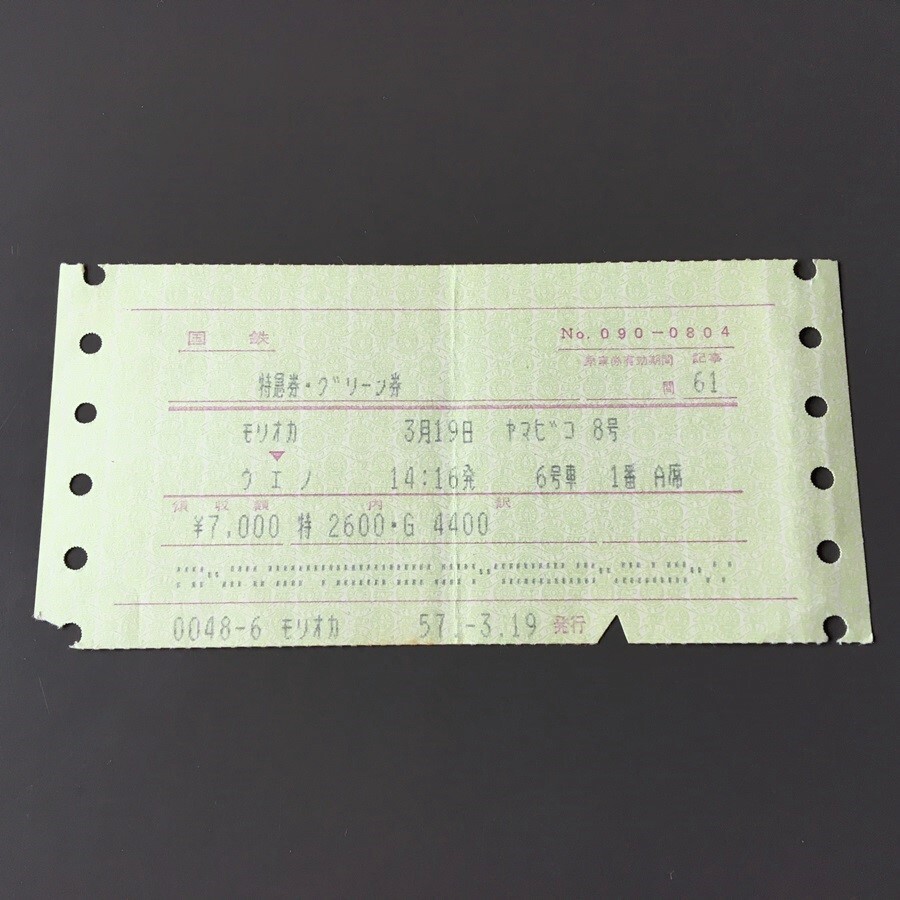 国鉄
No. 090-0804
乗車券有効期間 記事
間 61
特急券・グリーン券
モリオカ 3月19日 ヤマビコ 8号
ウエノ 14:16発 6号車 1番 A席
領収額 内訳
¥7,000 特 2600・G 4400
0048-6 モリオカ 57.-3.19 発行